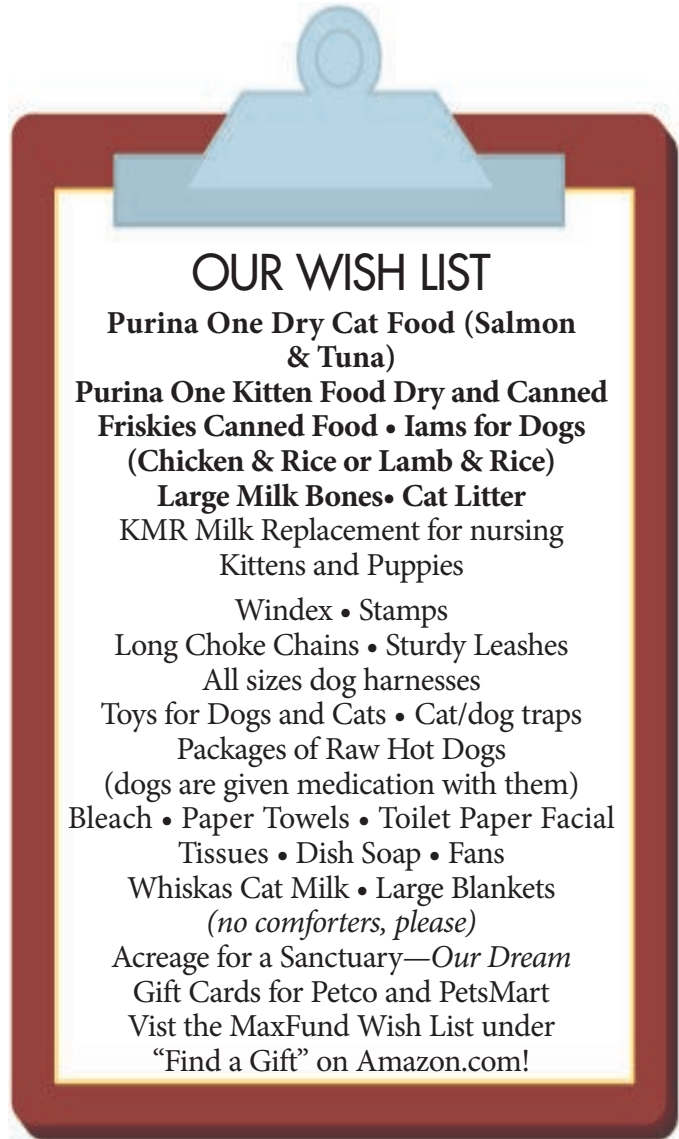 OUR WISH LIST
Purina One Dry Cat Food (Salmon
& Tuna)
Purina One Kitten Food Dry and Canned
Friskies Canned Food • Iams for Dogs
(Chicken & Rice or Lamb & Rice)
Large Milk Bones• Cat Litter
KMR Milk Replacement for nursing
Kittens and Puppies
Windex • Stamps
Long Choke Chains • Sturdy Leashes
All sizes dog harnesses
Toys for Dogs and Cats • Cat/dog traps
Packages of Raw Hot Dogs
(dogs are given medication with them)
Bleach • Paper Towels • Toilet Paper Facial
Tissues • Dish Soap • Fans
Whiskas Cat Milk • Large Blankets
(no comforters, please)
Acreage for a Sanctuary—Our Dream
Gift Cards for Petco and PetsMart
Vist the MaxFund Wish List under
“Find a Gift” on Amazon.com!